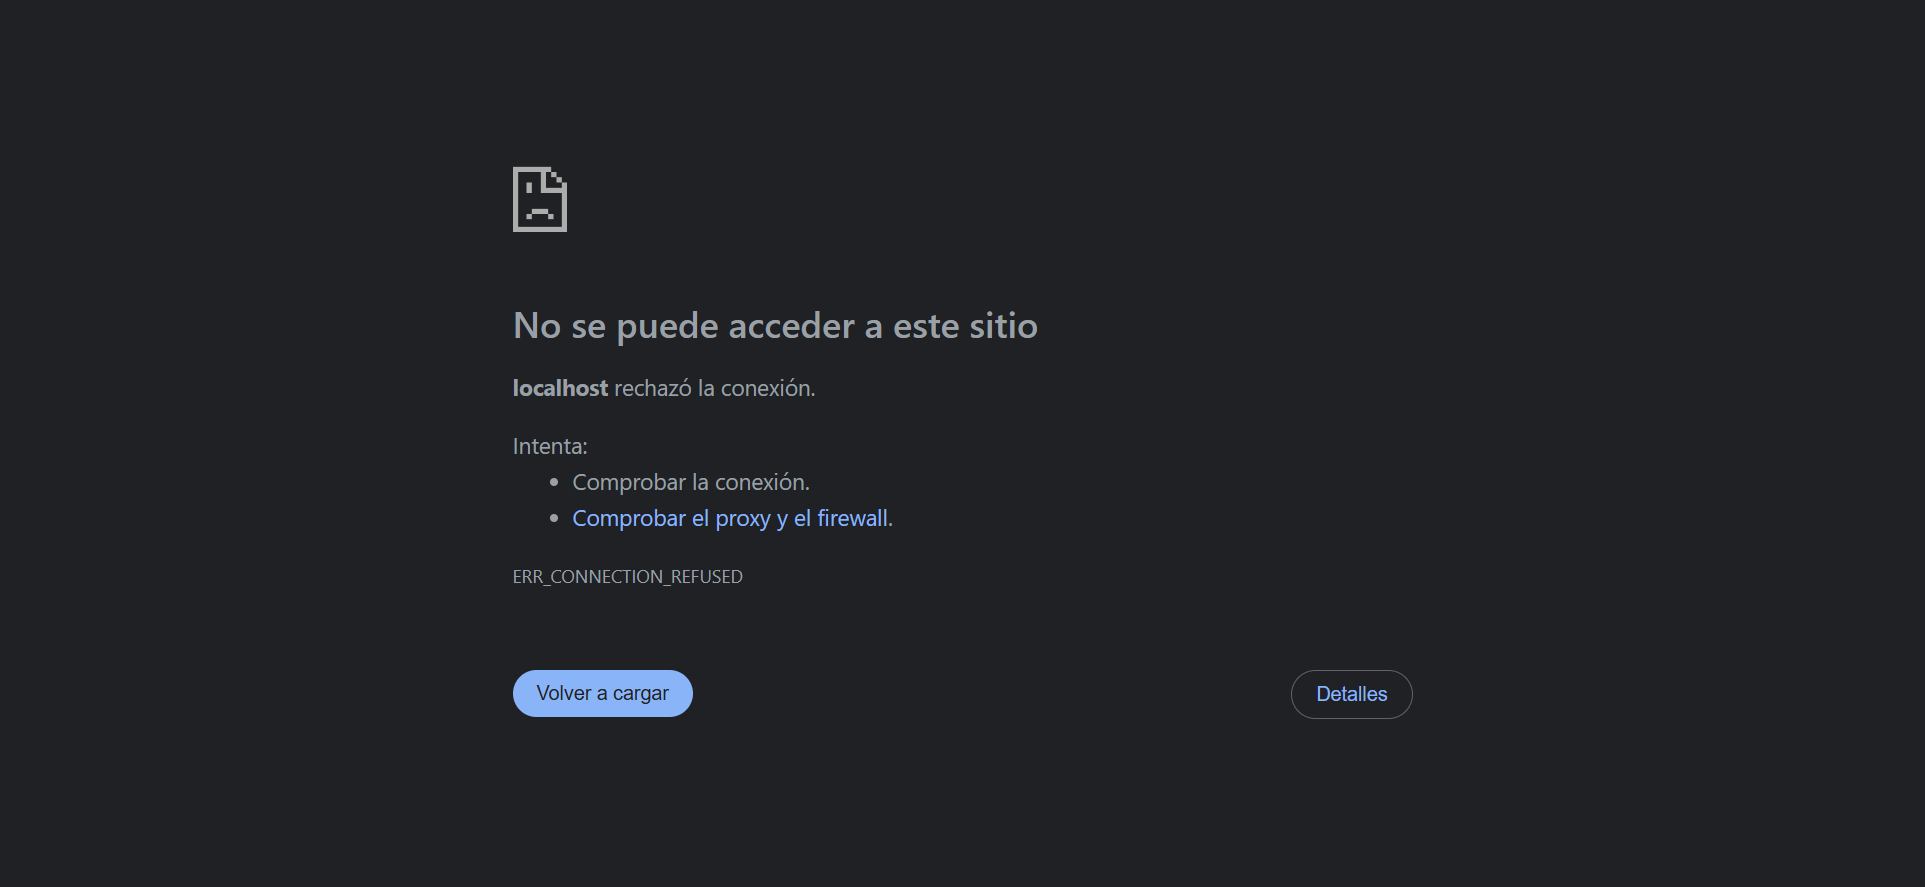 No se puede acceder a este sitio
localhost rechazó la conexión.
Intenta:
Comprobar la conexión.
Comprobar el proxy y el firewall.
ERR_CONNECTION_REFUSED
Volver a cargar
Detalles